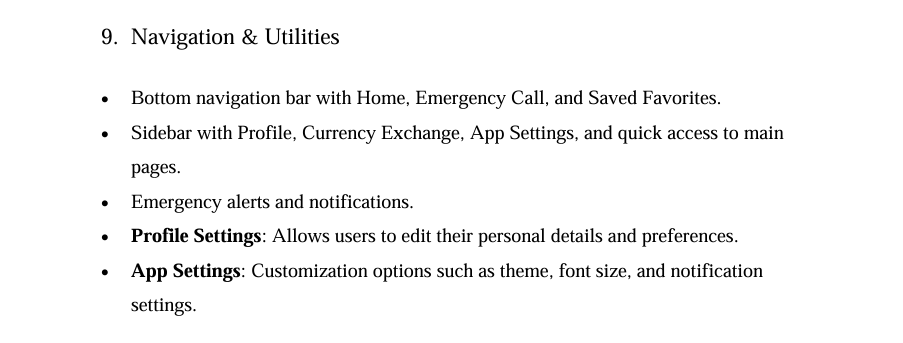 9. Navigation & Utilities
• Bottom navigation bar with Home, Emergency Call, and Saved Favorites.
• Sidebar with Profile, Currency Exchange, App Settings, and quick access to main
pages.
• Emergency alerts and notifications.
• Profile Settings: Allows users to edit their personal details and preferences.
• App Settings: Customization options such as theme, font size, and notification
settings.